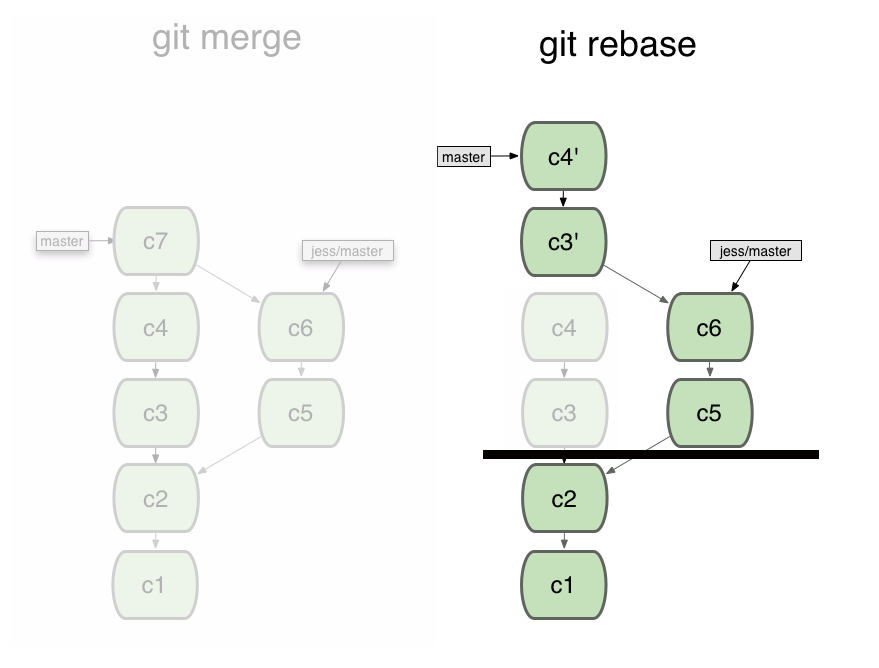 git merge
master
c7
jess/master
c4
c6
c3
c5
c2
c1
git rebase
master
c4'
c3'
jess/master
c4
c6
c3
c5
c2
c1